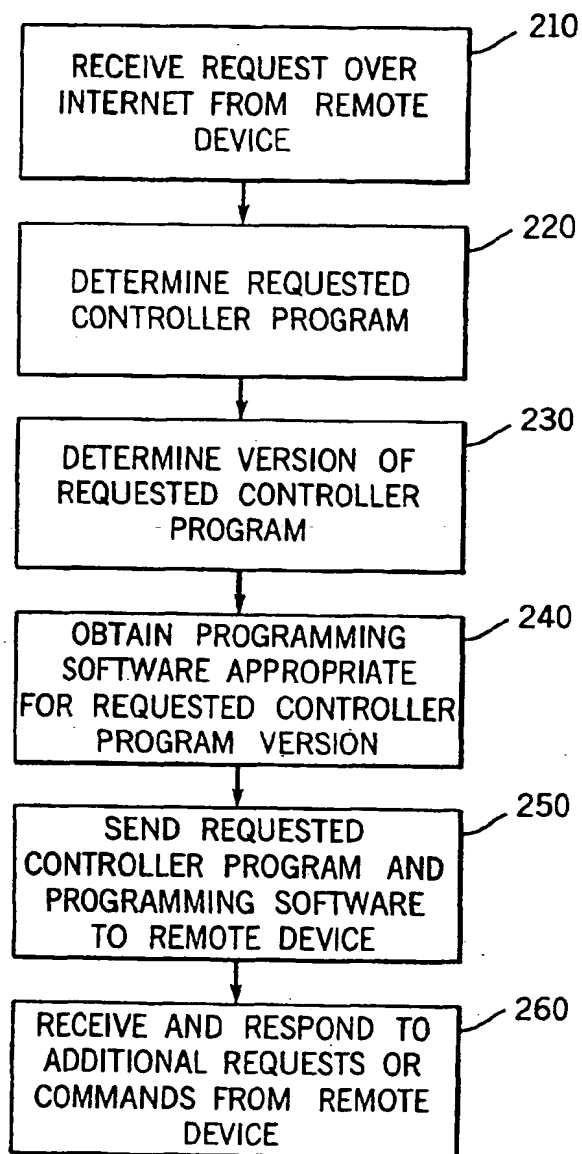 210
RECEIVE REQUEST OVER
INTERNET FROM REMOTE
DEVICE
220
DETERMINE REQUESTED
CONTROLLER PROGRAM
230
DETERMINE VERSION OF
REQUESTED CONTROLLER
PROGRAM
240
OBTAIN PROGRAMMING
SOFTWARE APPROPRIATE
FOR REQUESTED CONTROLLER
PROGRAM VERSION
250
SEND REQUESTED
CONTROLLER PROGRAM AND
PROGRAMMING SOFTWARE
TO REMOTE DEVICE
260
RECEIVE AND RESPOND TO
ADDITIONAL REQUESTS OR
COMMANDS FROM REMOTE
DEVICE